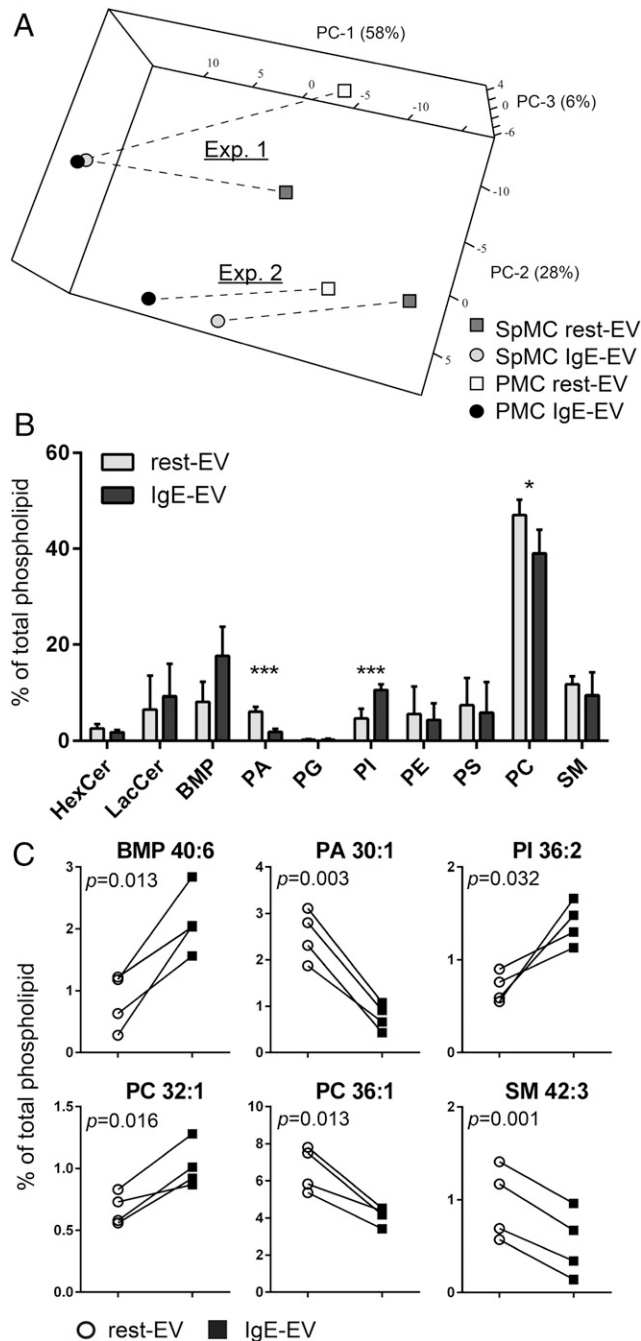 A
PC-1 (58%)
10
5
0
-5
-10
4
0
-6
PC-3 (6%)
Exp. 1
-10
-5
0
5
PC-2 (28%)
Exp. 2
SpMC rest-EV
SpMC IgE-EV
PMC rest-EV
PMC IgE-EV
B
rest-EV
IgE-EV
% of total phospholipid
60
40
20
0
***
***
*
HexCer
LacCer
BMP
PA
PG
PI
PE
PS
PC
SM
C
% of total phospholipid
BMP 40:6
p=0.013
3
2
1
0
PA 30:1
p=0.003
4
3
2
1
0
PI 36:2
p=0.032
2
1
0
PC 32:1
p=0.016
1.5
1.0
0.5
0.0
PC 36:1
p=0.013
10
8
6
4
2
0
SM 42:3
p=0.001
2
1
0
rest-EV
IgE-EV